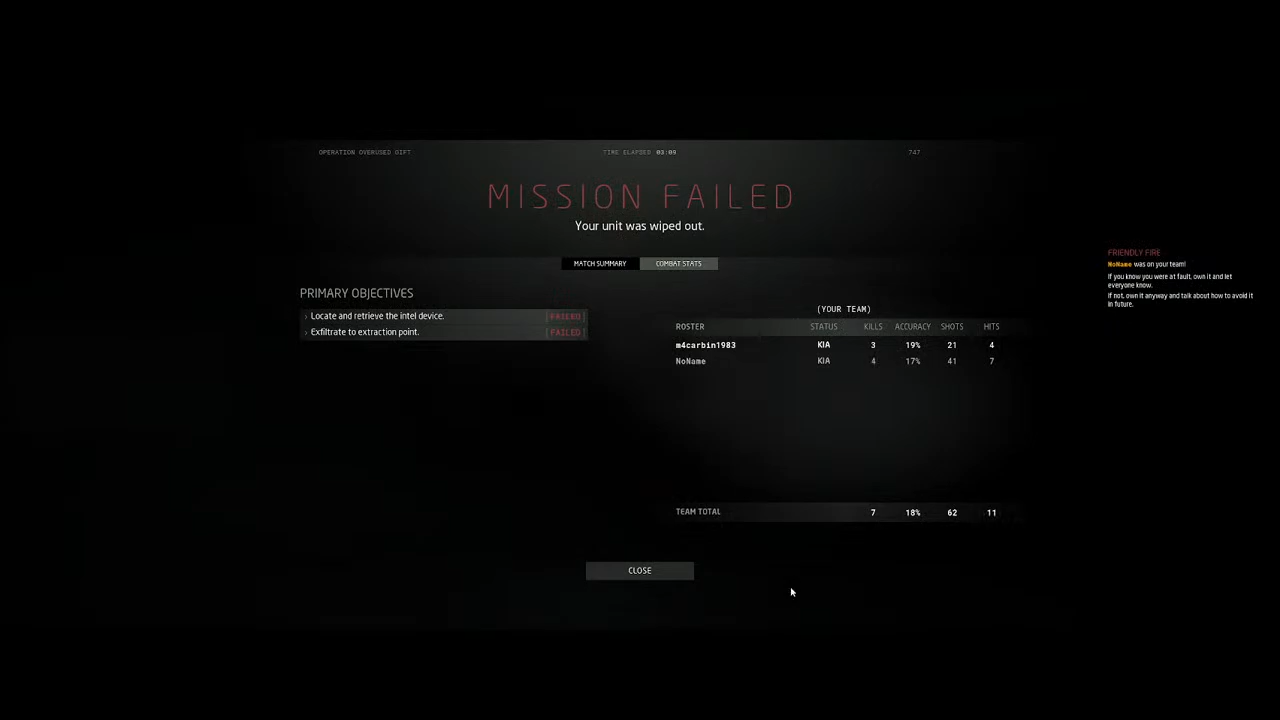 OPERATION OVERUSED GIFT TIME ELAPSED 03:09 747
MISSION FAILED
Your unit was wiped out.
MATCH SUMMARY COMBAT STATS
FRIENDLY FIRE
NoName was on your team!
If you know you were at fault, own it and let
everyone know.
If not, own it anyway and talk about how to avoid it
in future.
PRIMARY OBJECTIVES
› Locate and retrieve the intel device. [FAILED]
› Exfiltrate to extraction point. [FAILED]
(YOUR TEAM)
ROSTER STATUS KILLS ACCURACY SHOTS HITS
m4carbin1983 KIA 3 19% 21 4
NoName KIA 4 17% 41 7
TEAM TOTAL 7 18% 62 11
CLOSE